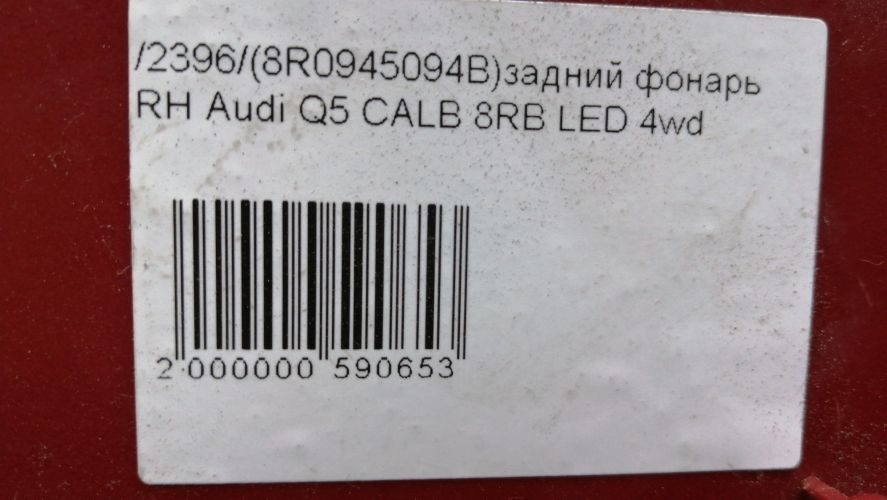 /2396/(8R0945094B)задний фонарь
RH Audi Q5 CALB 8RB LED 4wd
2 000000 590653